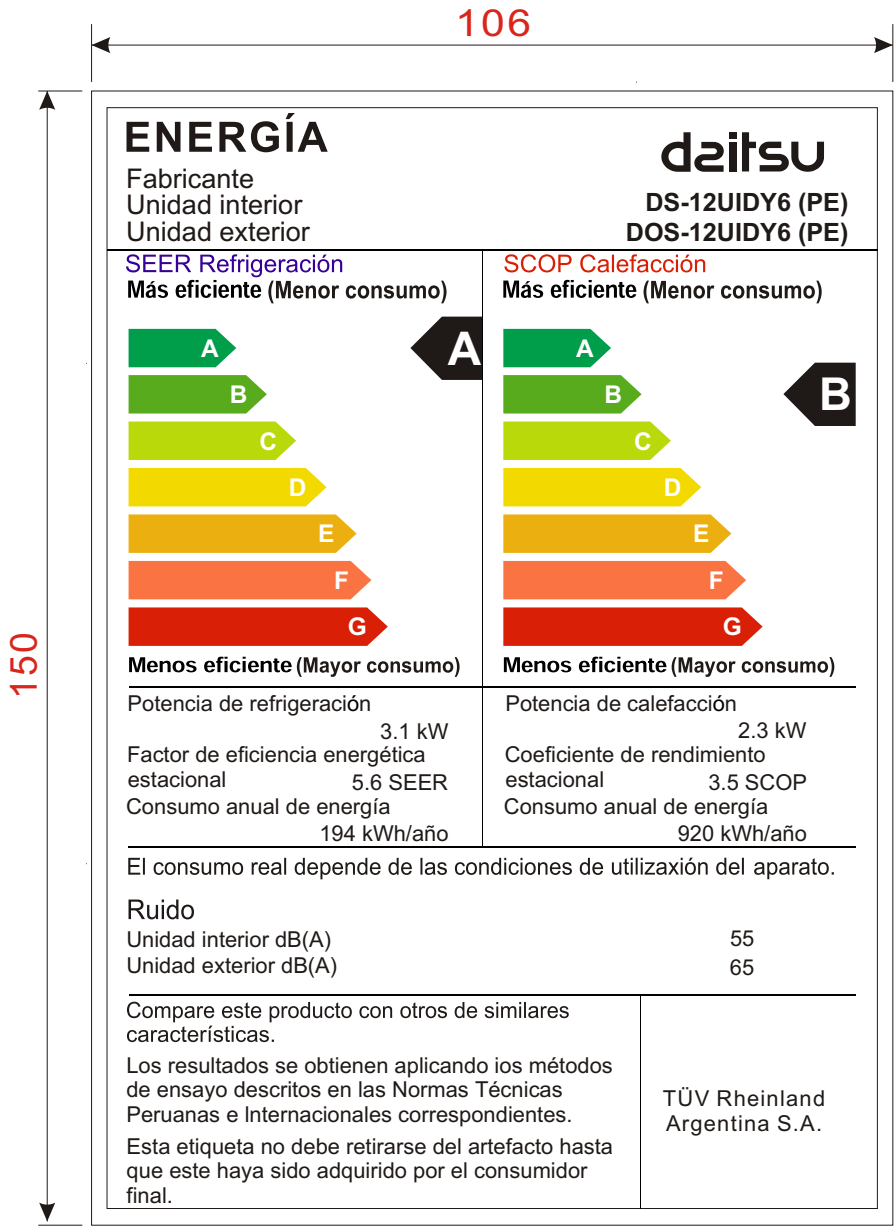 106
150
ENERGÍA
daitsu
Fabricante
Unidad interior DS-12UIDY6 (PE)
Unidad exterior DOS-12UIDY6 (PE)
SEER Refrigeración
Más eficiente (Menor consumo)
A
A
B
C
D
E
F
G
Menos eficiente (Mayor consumo)
SCOP Calefacción
Más eficiente (Menor consumo)
A
B
B
C
D
E
F
G
Menos eficiente (Mayor consumo)
Potencia de refrigeración
3.1 kW
Factor de eficiencia energética
estacional 5.6 SEER
Consumo anual de energía
194 kWh/año
Potencia de calefacción
2.3 kW
Coeficiente de rendimiento
estacional 3.5 SCOP
Consumo anual de energía
920 kWh/año
El consumo real depende de las condiciones de utilizaxión del aparato.
Ruido
Unidad interior dB(A) 55
Unidad exterior dB(A) 65
Compare este producto con otros de similares
características.
Los resultados se obtienen aplicando ios métodos
de ensayo descritos en las Normas Técnicas
Peruanas e Internacionales correspondientes.
Esta etiqueta no debe retirarse del artefacto hasta
que este haya sido adquirido por el consumidor
final.
TÜV Rheinland
Argentina S.A.